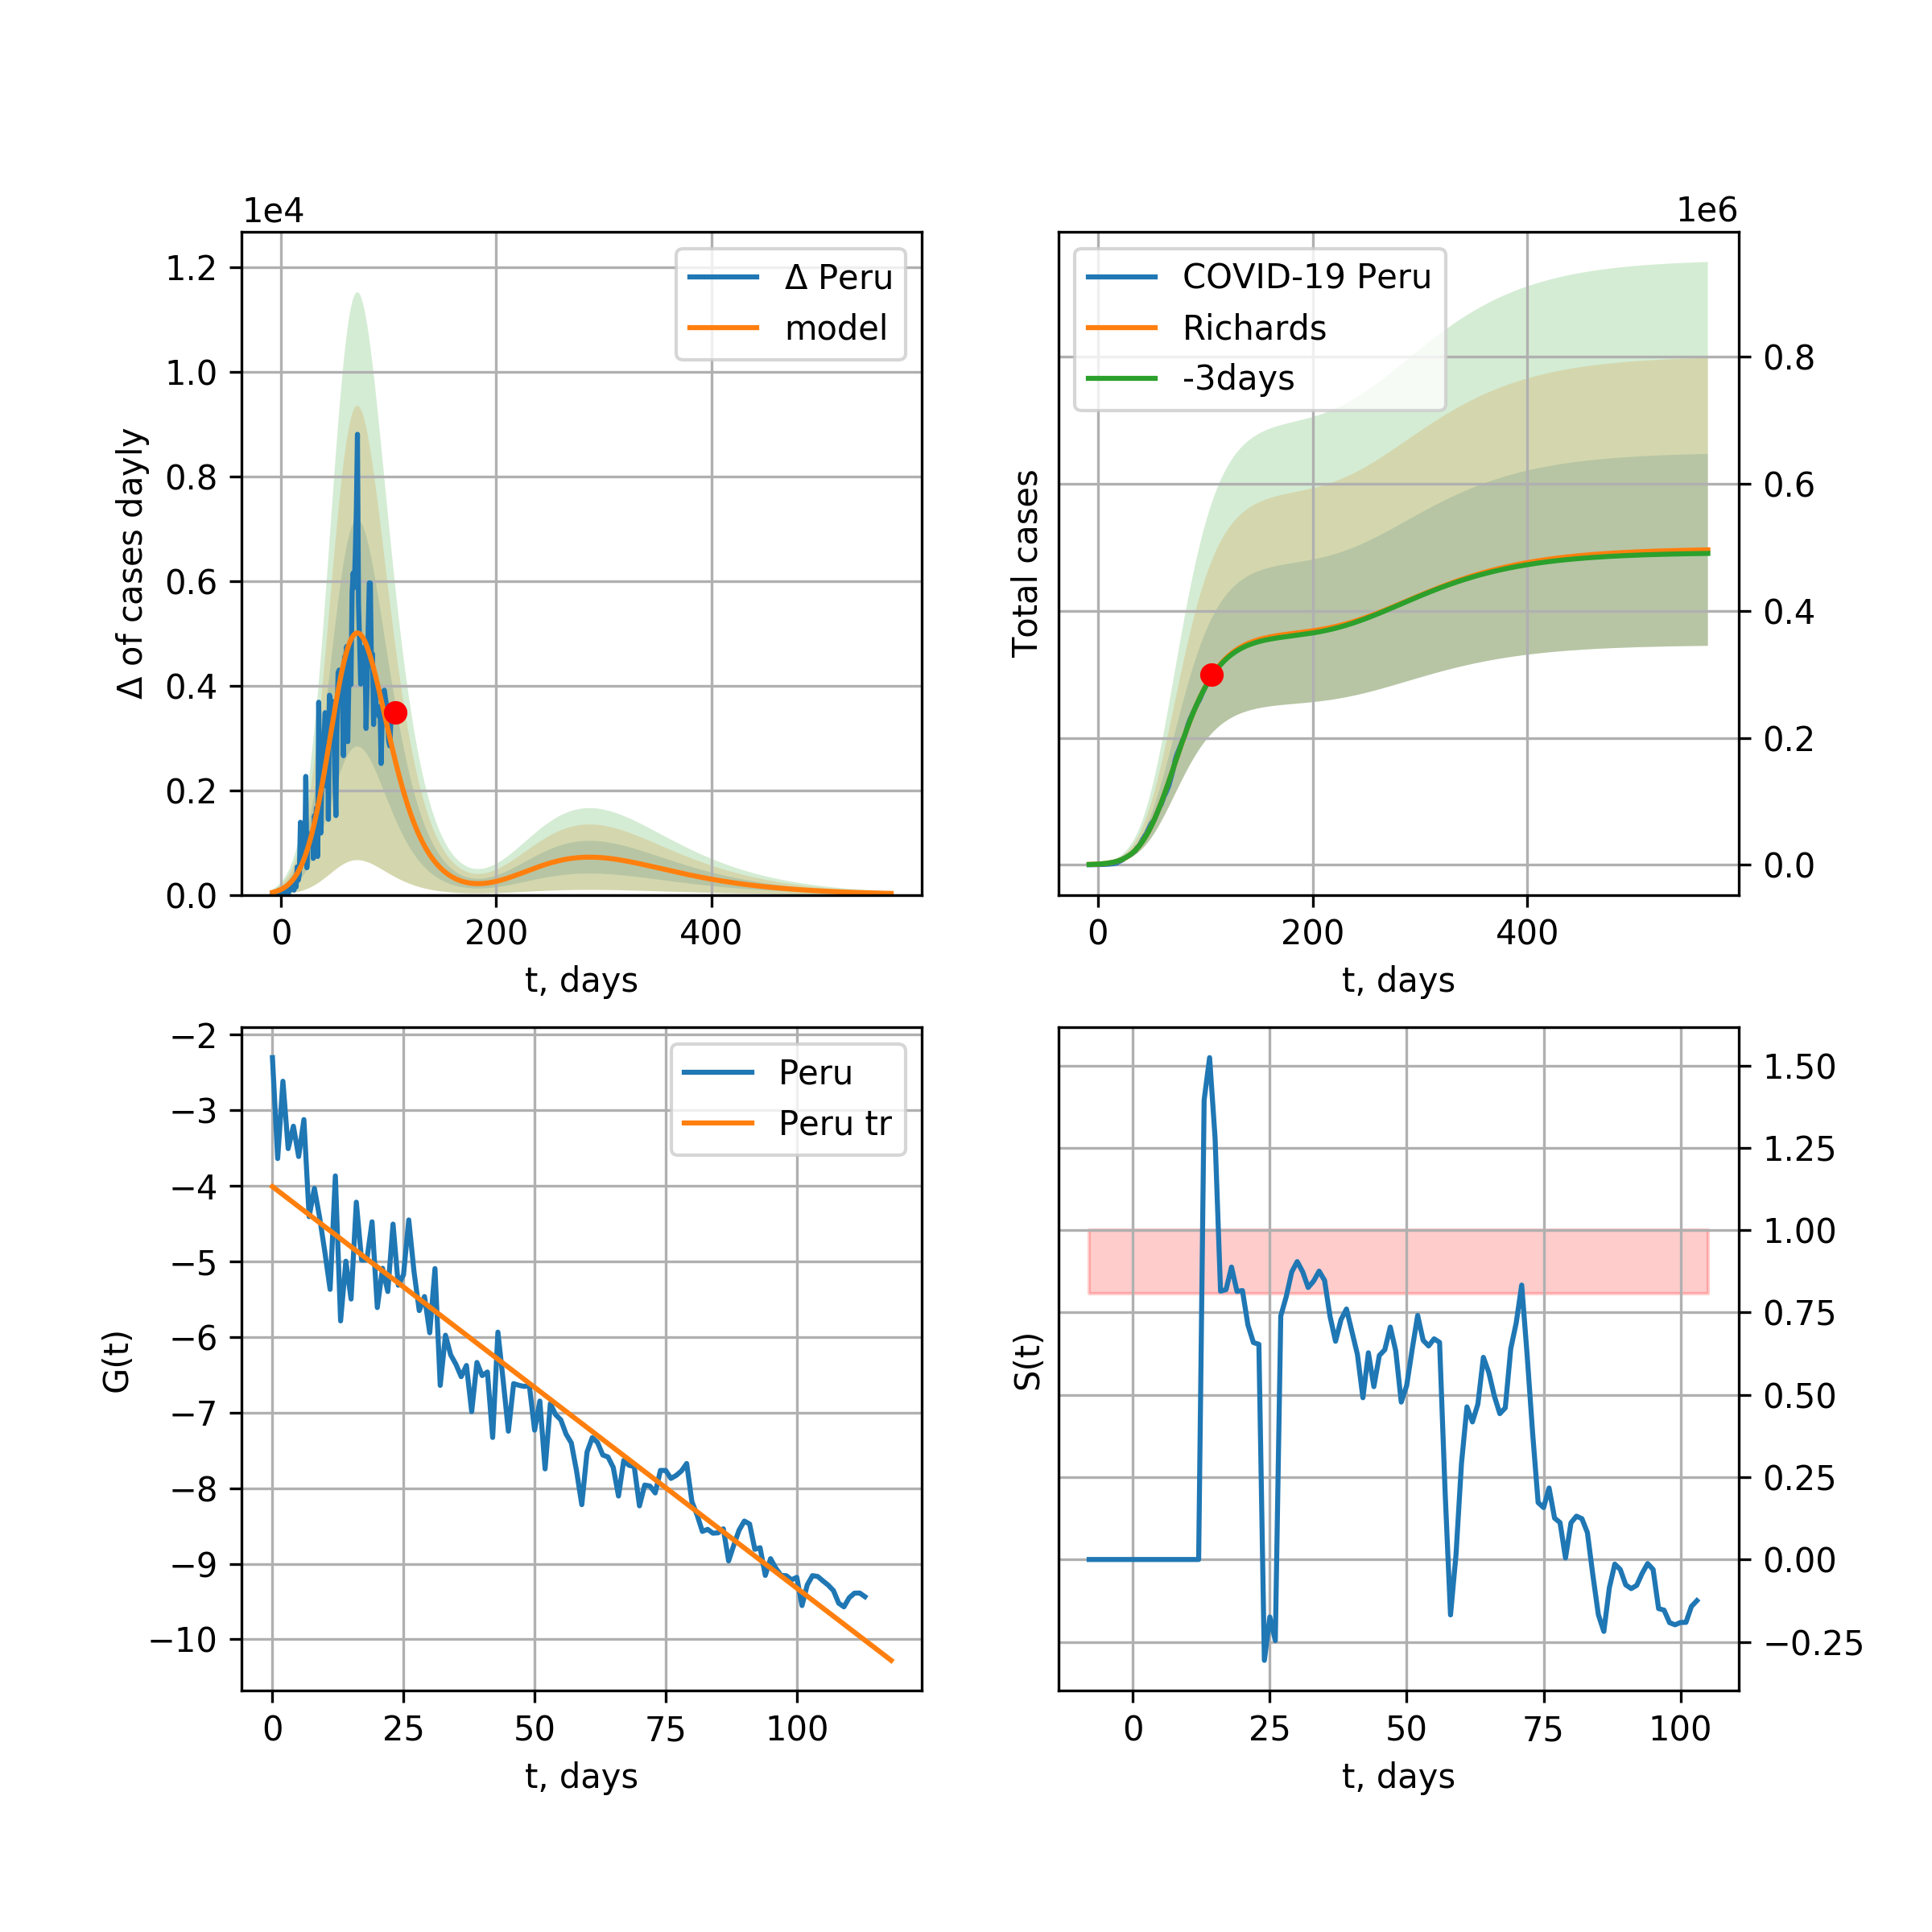 1e4
Δ of cases dayly
1.2
1.0
0.8
0.6
0.4
0.2
0.0
Δ Peru
model
0 200 400
t, days
1e6
Total cases
COVID-19 Peru
Richards
-3days
0.8
0.6
0.4
0.2
0.0
0 200 400
t, days
G(t)
−2
−3
−4
−5
−6
−7
−8
−9
−10
Peru
Peru tr
0 25 50 75 100
t, days
S(t)
1.50
1.25
1.00
0.75
0.50
0.25
0.00
−0.25
0 25 50 75 100
t, days